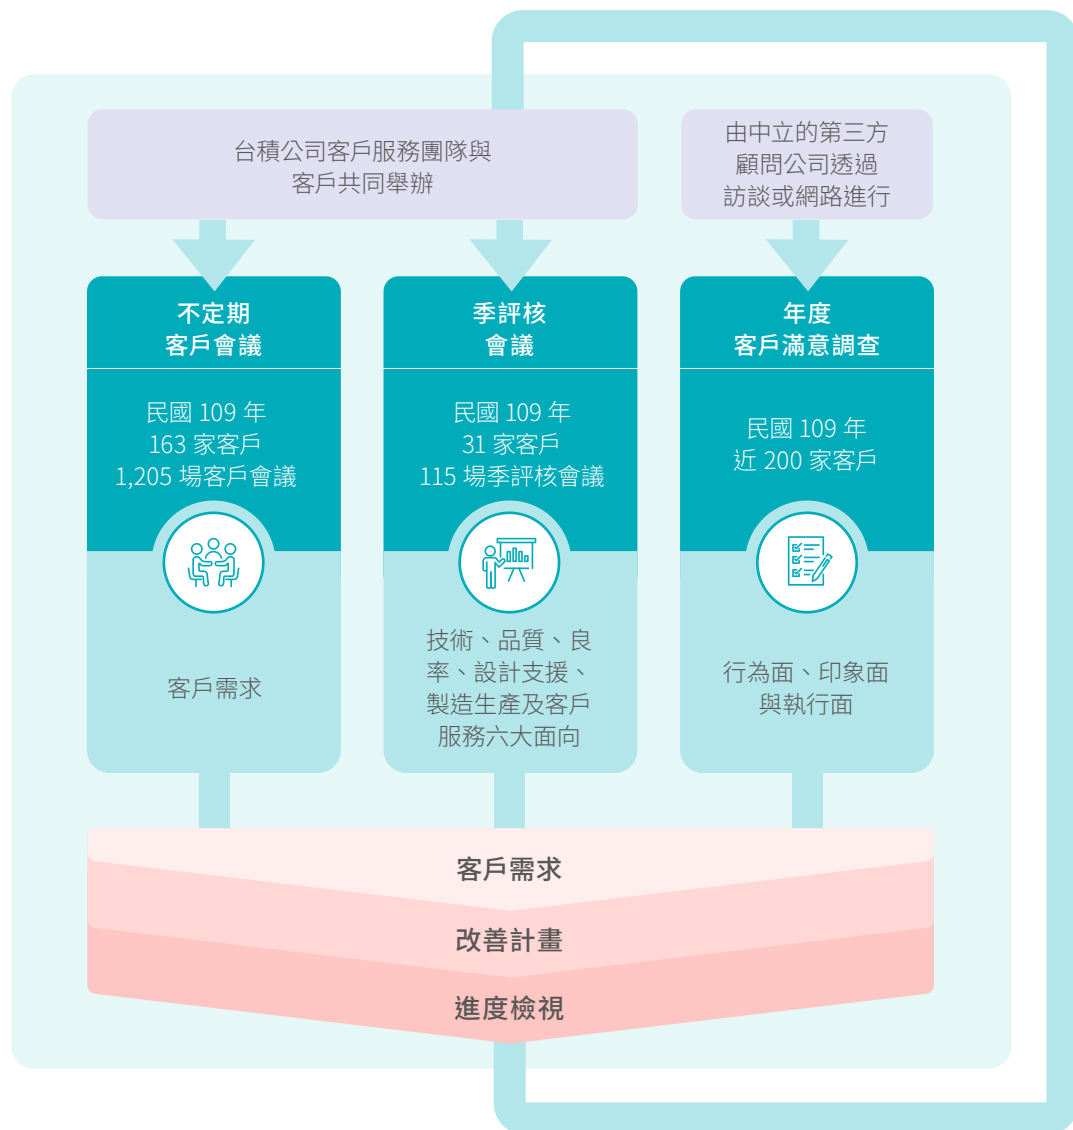 台積公司客戶服務團隊與
客戶共同舉辦
由中立的第三方
顧問公司透過
訪談或網路進行
不定期
客戶會議
民國 109 年
163 家客戶
1,205 場客戶會議
客戶需求
季評核
會議
民國 109 年
31 家客戶
115 場季評核會議
技術、品質、良
率、設計支援、
製造生產及客戶
服務六大面向
年度
客戶滿意調查
民國 109 年
近 200 家客戶
行為面、印象面
與執行面
客戶需求
改善計畫
進度檢視